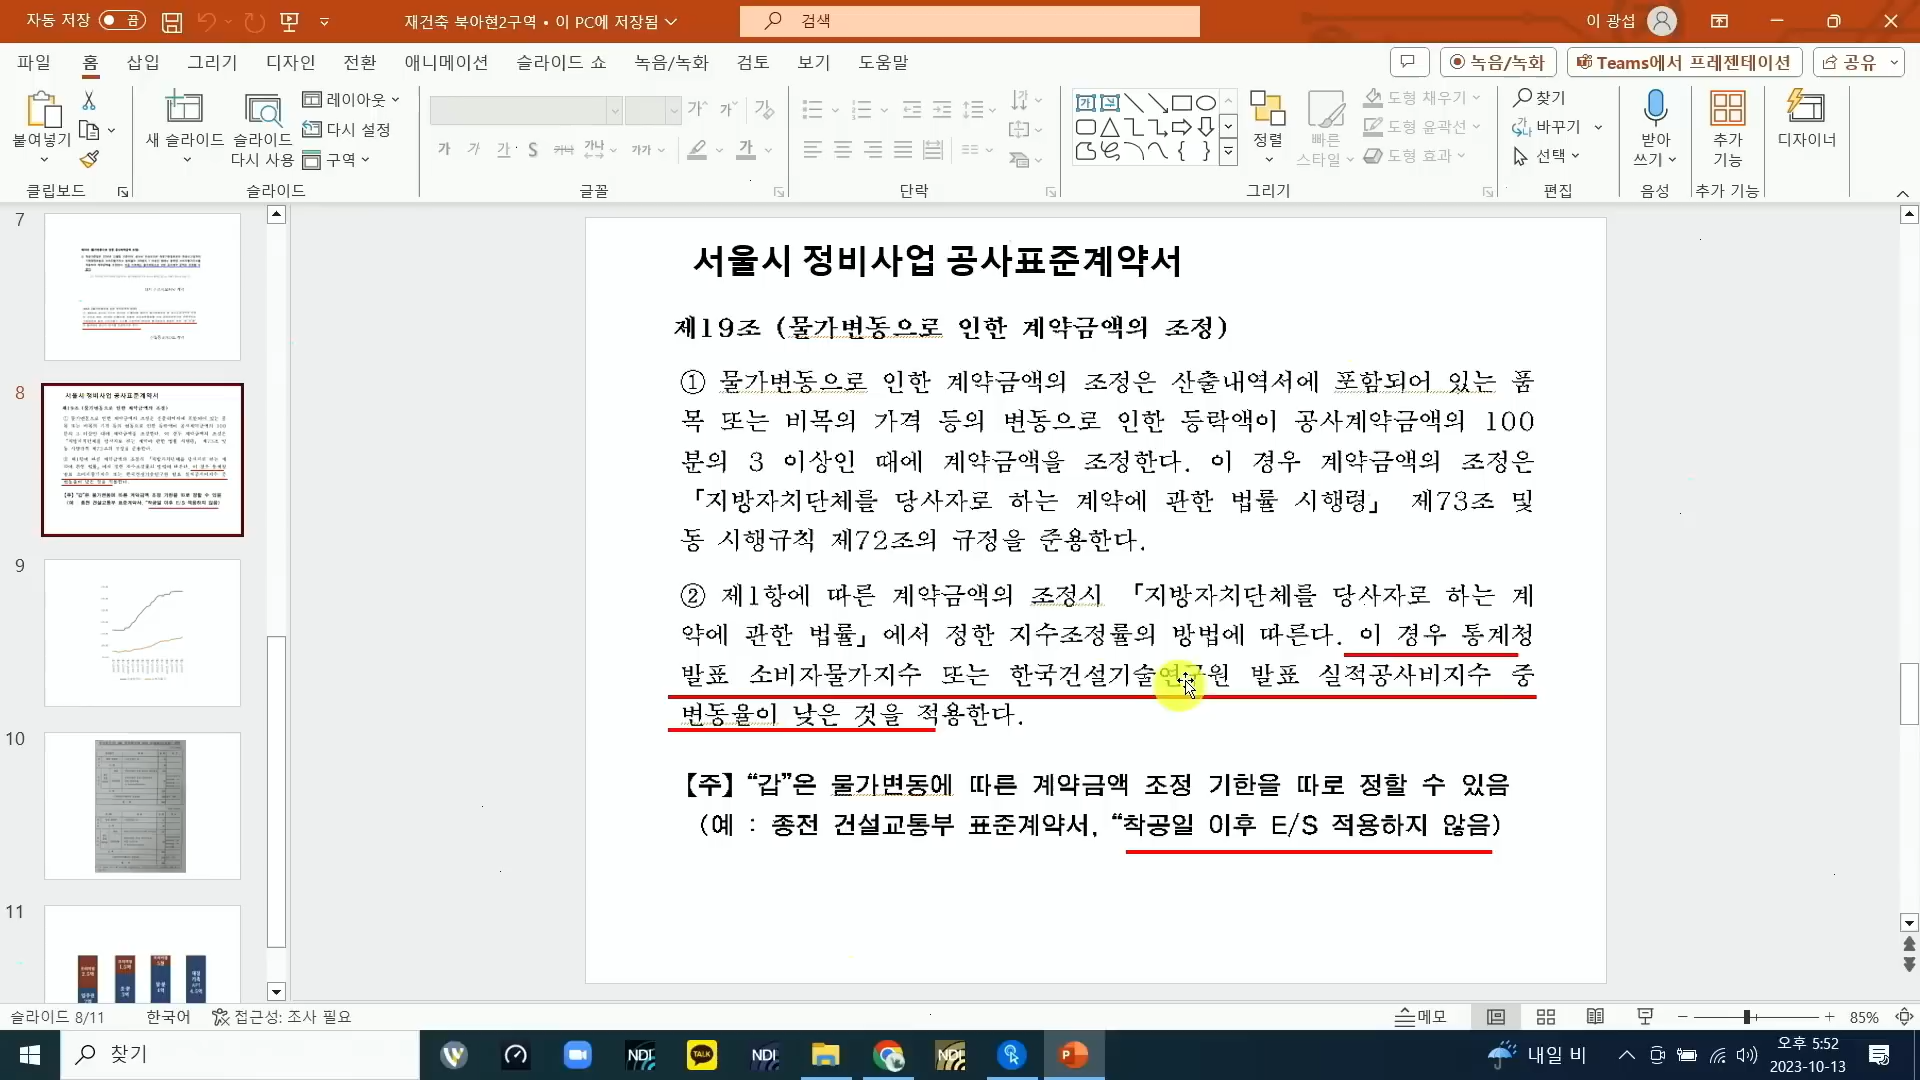 자동 저장 끔 재건축 북아현2구역 • 이 PC에 저장됨 검색 이 광섭
파일 홈 삽입 그리기 디자인 전환 애니메이션 슬라이드 쇼 녹음/녹화 검토 보기 도움말 녹음/녹화 Teams에서 프레젠테이션 공유
붙여넣기 새 슬라이드 슬라이드 다시 사용 레이아웃 다시 설정 구역
가 가 가 S 가나 가가 가
정렬 빠른 스타일 도형 채우기 도형 윤곽선 도형 효과
찾기 바꾸기 선택 받아쓰기 추가 기능 디자이너
클립보드 슬라이드 글꼴 단락 그리기 편집 음성 추가 기능
7
8
9
10
11
서울시 정비사업 공사표준계약서
제19조 (물가변동으로 인한 계약금액의 조정)
① 물가변동으로 인한 계약금액의 조정은 산출내역서에 포함되어 있는 품
목 또는 비목의 가격 등의 변동으로 인한 등락액이 공사계약금액의 100
분의 3 이상인 때에 계약금액을 조정한다. 이 경우 계약금액의 조정은
「지방자치단체를 당사자로 하는 계약에 관한 법률 시행령」 제73조 및
동 시행규칙 제72조의 규정을 준용한다.
② 제1항에 따른 계약금액의 조정시 「지방자치단체를 당사자로 하는 계
약에 관한 법률」에서 정한 지수조정률의 방법에 따른다. 이 경우 통계청
발표 소비자물가지수 또는 한국건설기술연구원 발표 실적공사비지수 중
변동율이 낮은 것을 적용한다.
【주】 “갑”은 물가변동에 따른 계약금액 조정 기한을 따로 정할 수 있음
(예 : 종전 건설교통부 표준계약서, “착공일 이후 E/S 적용하지 않음)
슬라이드 8/11 한국어 접근성: 조사 필요 메모 85%
찾기 NDI TALK NDI NDI P 내일 비 오후 5:52
2023-10-13